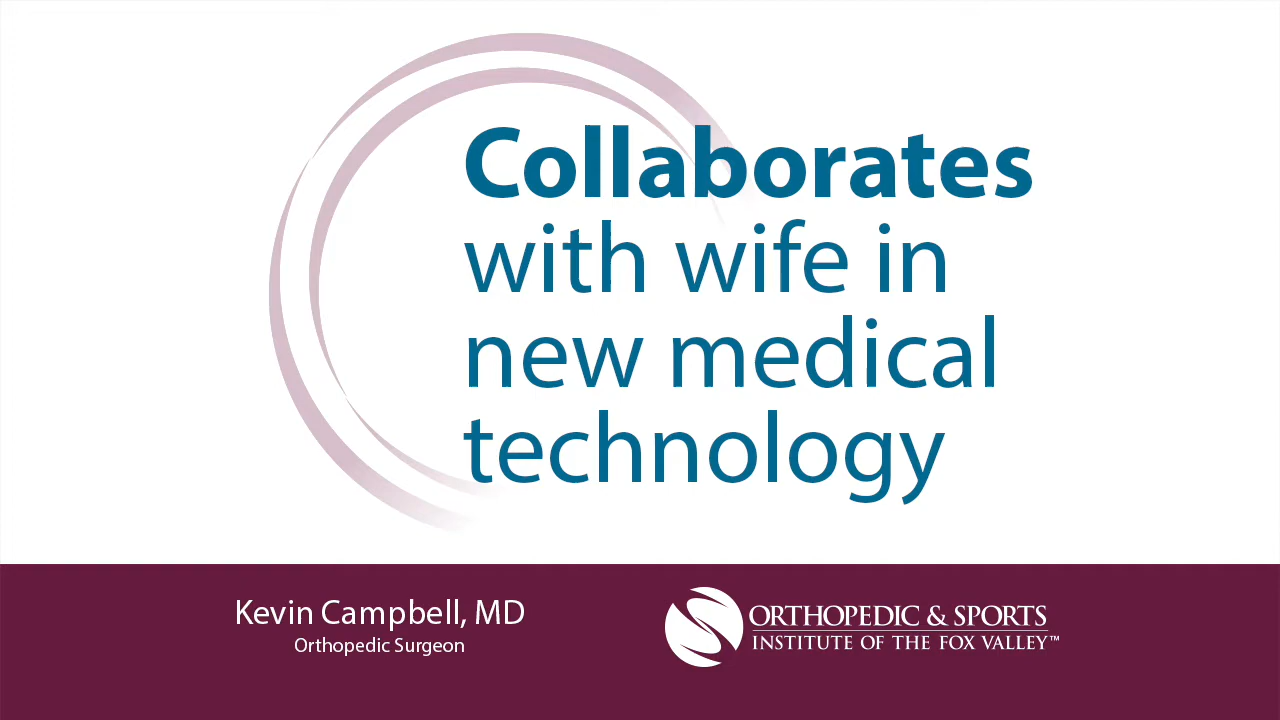 Collaborates
with wife in
new medical
technology
Kevin Campbell, MD
Orthopedic Surgeon
ORTHOPEDIC & SPORTS
INSTITUTE OF THE FOX VALLEY™